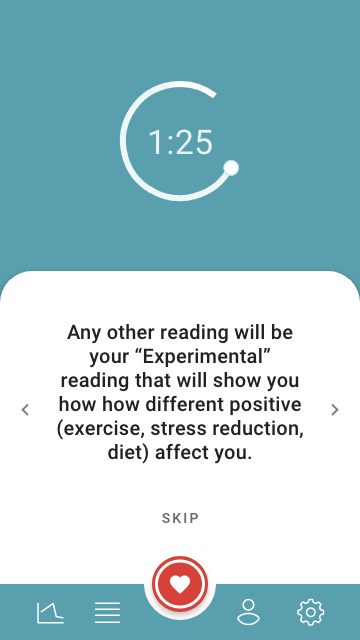 1:25
Any other reading will be
your “Experimental”
reading that will show you
how how different positive
(exercise, stress reduction,
diet) affect you.
SKIP